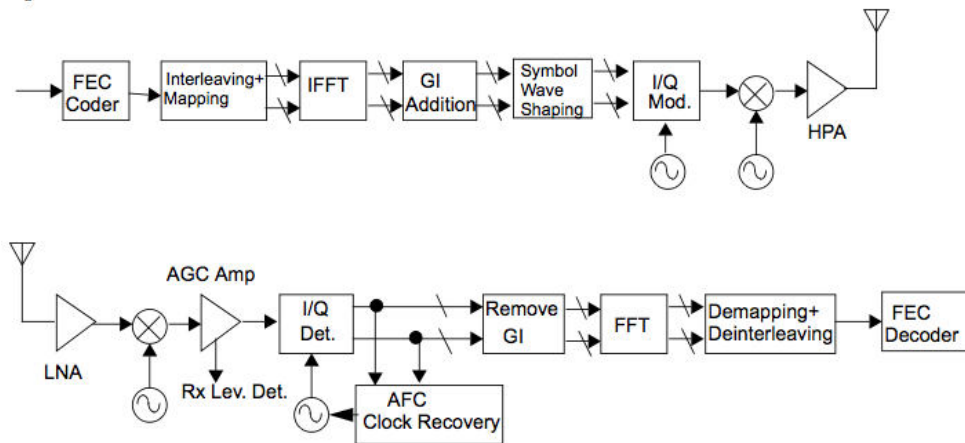 FEC
Coder
Interleaving+
Mapping
IFFT
GI
Addition
Symbol
Wave
Shaping
I/Q
Mod.
HPA
AGC Amp
LNA
Rx Lev. Det.
I/Q
Det.
AFC
Clock Recovery
Remove
GI
FFT
Demapping+
Deinterleaving
FEC
Decoder